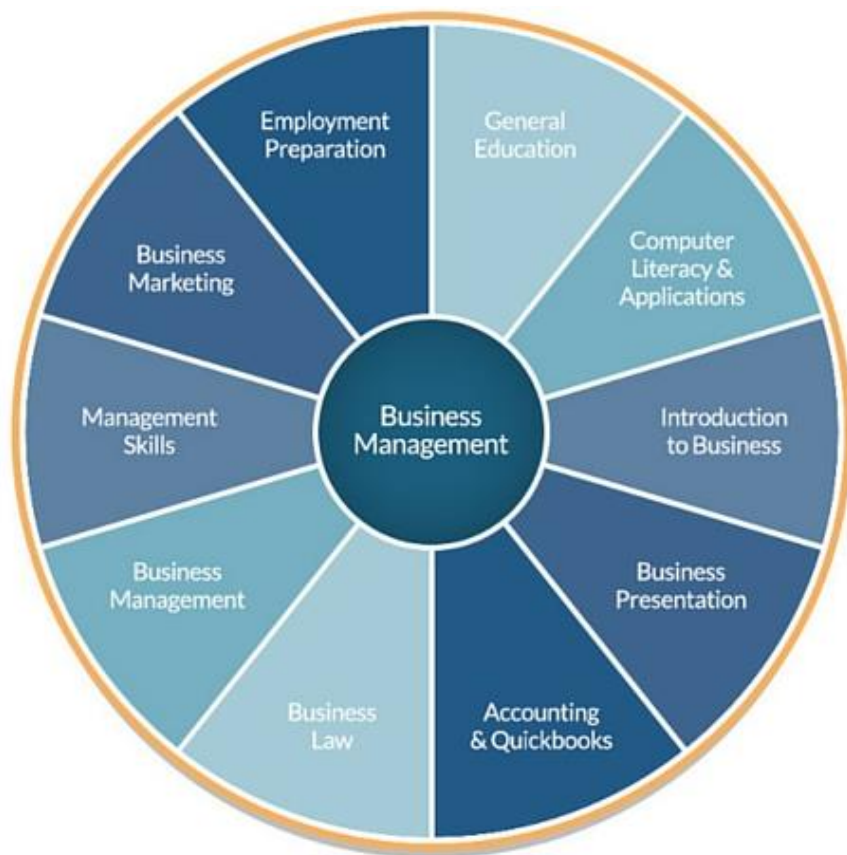 General
Education
Computer
Literacy &
Applications
Introduction
to Business
Business
Presentation
Accounting
& Quickbooks
Business
Law
Business
Management
Management
Skills
Business
Marketing
Employment
Preparation
Business
Management